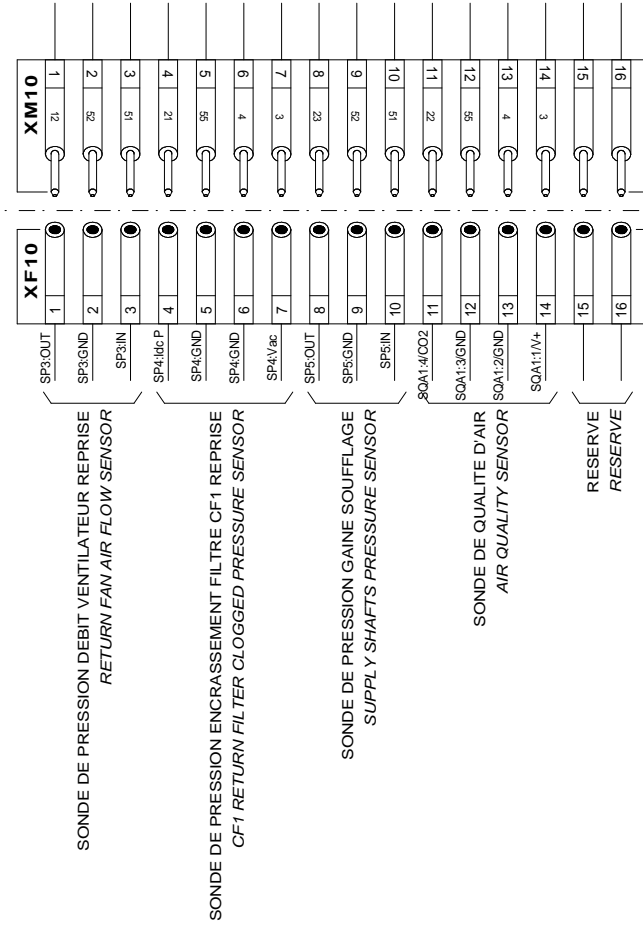 XM10
1 2 3 4 5 6 7 8 9 10 11 12 13 14 15 16
12 52 51 21 55 4 3 23 52 51 22 55 4 3
XF10
1 2 3 4 5 6 7 8 9 10 11 12 13 14 15 16
SP3:OUT
SP3:GND
SP3:IN
SP4:Idc P
SP4:GND
SP4:GND
SP4:Vac
SP5:OUT
SP5:GND
SP5:IN
SQA1:4/CO2
SQA1:3/GND
SQA1:2/GND
SQA1:1/V+
SONDE DE PRESSION DEBIT VENTILATEUR REPRISE
RETURN FAN AIR FLOW SENSOR
SONDE DE PRESSION ENCRASSEMENT FILTRE CF1 REPRISE
CF1 RETURN FILTER CLOGGED PRESSURE SENSOR
SONDE DE PRESSION GAINE SOUFFLAGE
SUPPLY SHAFTS PRESSURE SENSOR
SONDE DE QUALITE D'AIR
AIR QUALITY SENSOR
RESERVE
RESERVE